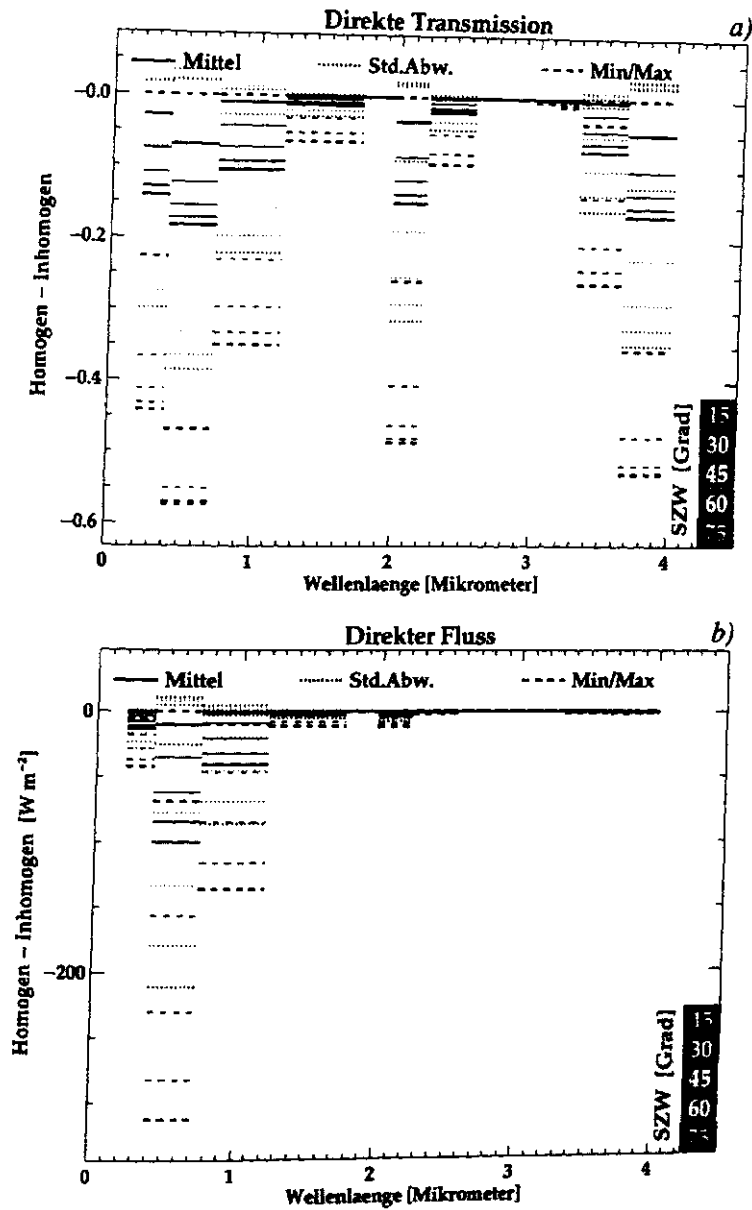 Direkte Transmission
a)
Mittel
Std.Abw.
Min/Max
−0.0
−0.2
−0.4
−0.6
Homogen – Inhomogen
0
1
2
3
4
Wellenlaenge [Mikrometer]
SZW [Grad]
15
30
45
60
75
Direkter Fluss
b)
Mittel
Std.Abw.
Min/Max
0
−200
Homogen – Inhomogen [W m⁻²]
0
1
2
3
4
Wellenlaenge [Mikrometer]
SZW [Grad]
15
30
45
60
75